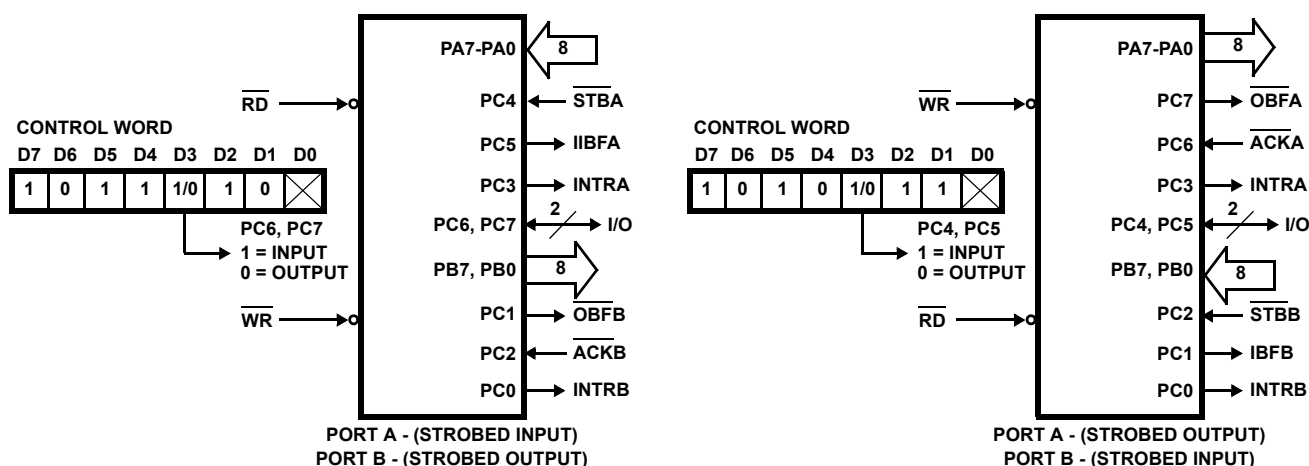 PA7-PA0
8
RD
PC4
STBA
CONTROL WORD
PC5
IIBFA
D7 D6 D5 D4 D3 D2 D1 D0
1 0 1 1 1/0 1 0
PC3
INTRA
PC6, PC7
1 = INPUT
0 = OUTPUT
PC6, PC7
2
I/O
PB7, PB0
8
WR
PC1
OBFB
PC2
ACKB
PC0
INTRB
PORT A - (STROBED INPUT)
PORT B - (STROBED OUTPUT)
PA7-PA0
8
WR
PC7
OBFA
CONTROL WORD
PC6
ACKA
D7 D6 D5 D4 D3 D2 D1 D0
1 0 1 0 1/0 1 1
PC3
INTRA
PC4, PC5
1 = INPUT
0 = OUTPUT
PC4, PC5
2
I/O
PB7, PB0
8
RD
PC2
STBB
PC1
IBFB
PC0
INTRB
PORT A - (STROBED OUTPUT)
PORT B - (STROBED INPUT)